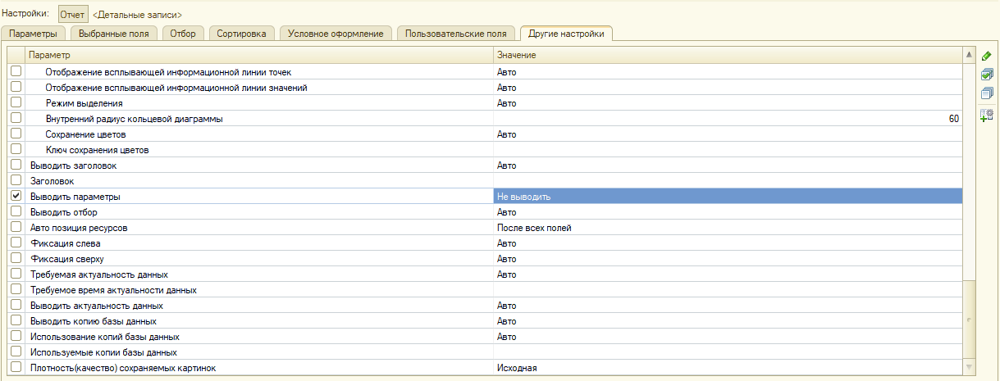 Настройки: Отчет <Детальные записи>
Параметры Выбранные поля Отбор Сортировка Условное оформление Пользовательские поля Другие настройки
Параметр Значение
Отображение всплывающей информационной линии точек Авто
Отображение всплывающей информационной линии значений Авто
Режим выделения Авто
Внутренний радиус кольцевой диаграммы 60
Сохранение цветов Авто
Ключ сохранения цветов
Выводить заголовок Авто
Заголовок
Выводить параметры Не выводить
Выводить отбор Авто
Авто позиция ресурсов После всех полей
Фиксация слева Авто
Фиксация сверху Авто
Требуемая актуальность данных Авто
Требуемое время актуальности данных
Выводить актуальность данных Авто
Выводить копию базы данных Авто
Использование копий базы данных Авто
Используемые копии базы данных
Плотность(качество) сохраняемых картинок Исходная